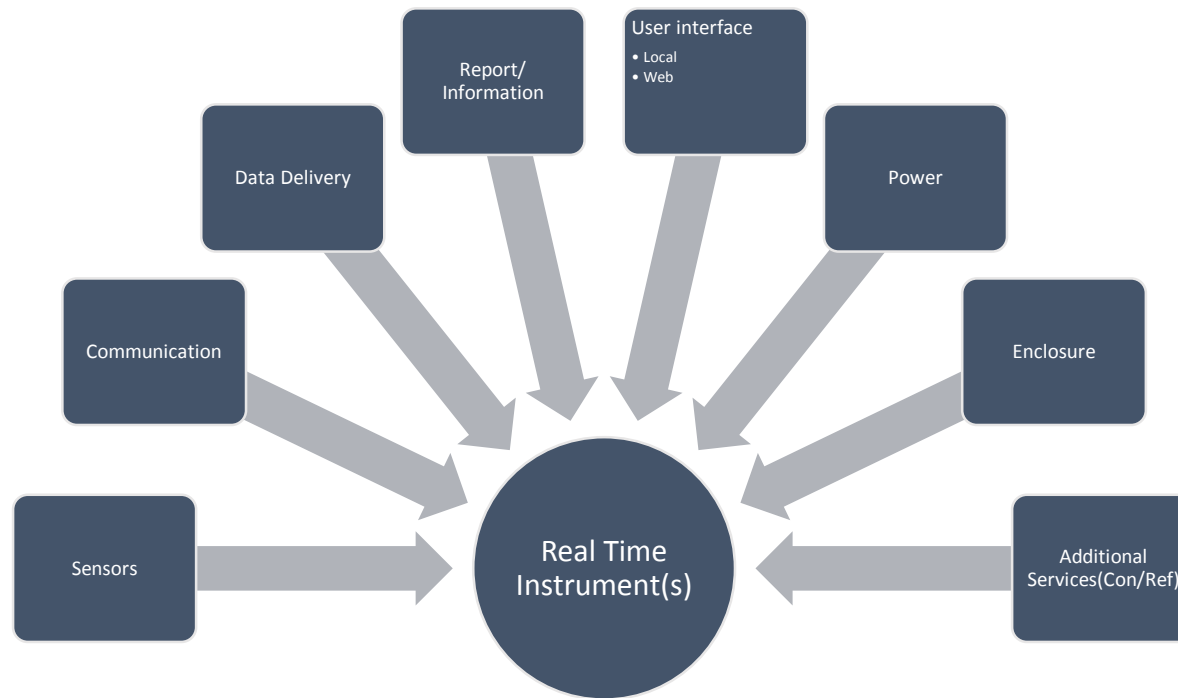 User interface
• Local
• Web
Report/
Information
Data Delivery
Power
Communication
Enclosure
Sensors
Real Time
Instrument(s)
Additional
Services(Con/Ref)